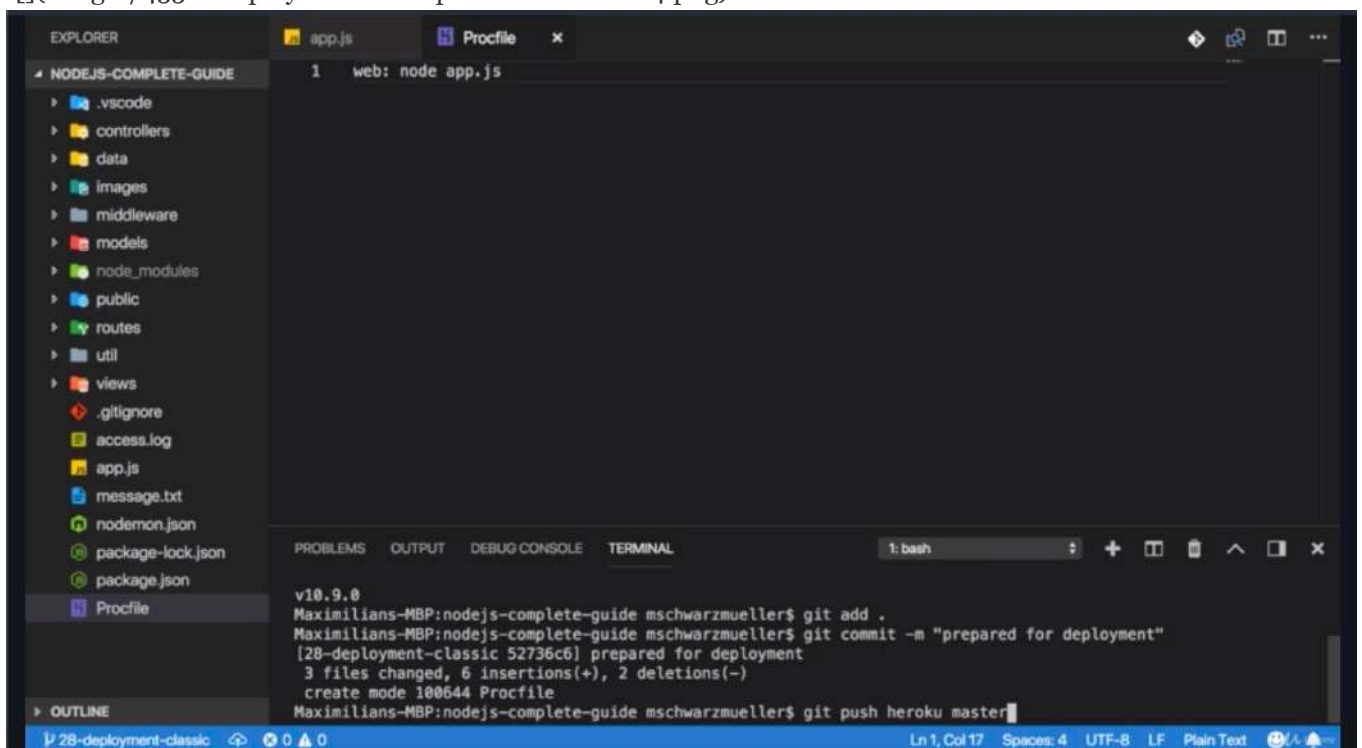 EXPLORER
NODEJS-COMPLETE-GUIDE
.vscode
controllers
data
images
middleware
models
node_modules
public
routes
util
views
.gitignore
access.log
app.js
message.txt
nodemon.json
package-lock.json
package.json
Procfile
OUTLINE
app.js Procfile
1 web: node app.js
PROBLEMS OUTPUT DEBUG CONSOLE TERMINAL 1: bash
v10.9.0
Maximilians-MBP:nodejs-complete-guide mschwarzmueller$ git add .
Maximilians-MBP:nodejs-complete-guide mschwarzmueller$ git commit -m "prepared for deployment"
[28-deployment-classic 52736c6] prepared for deployment
3 files changed, 6 insertions(+), 2 deletions(-)
create mode 100644 Procfile
Maximilians-MBP:nodejs-complete-guide mschwarzmueller$ git push heroku master
28-deployment-classic 0 0 Ln 1, Col 17 Spaces: 4 UTF-8 LF Plain Text